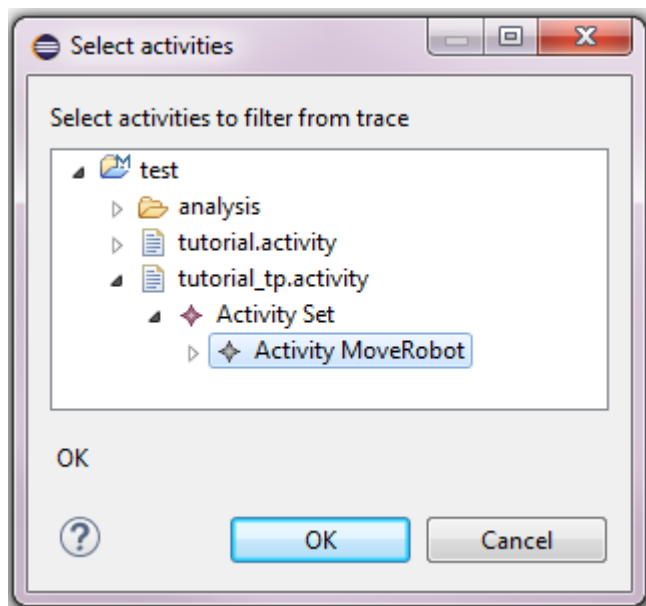 Select activities
Select activities to filter from trace
test
analysis
tutorial.activity
tutorial_tp.activity
Activity Set
Activity MoveRobot
OK
OK Cancel